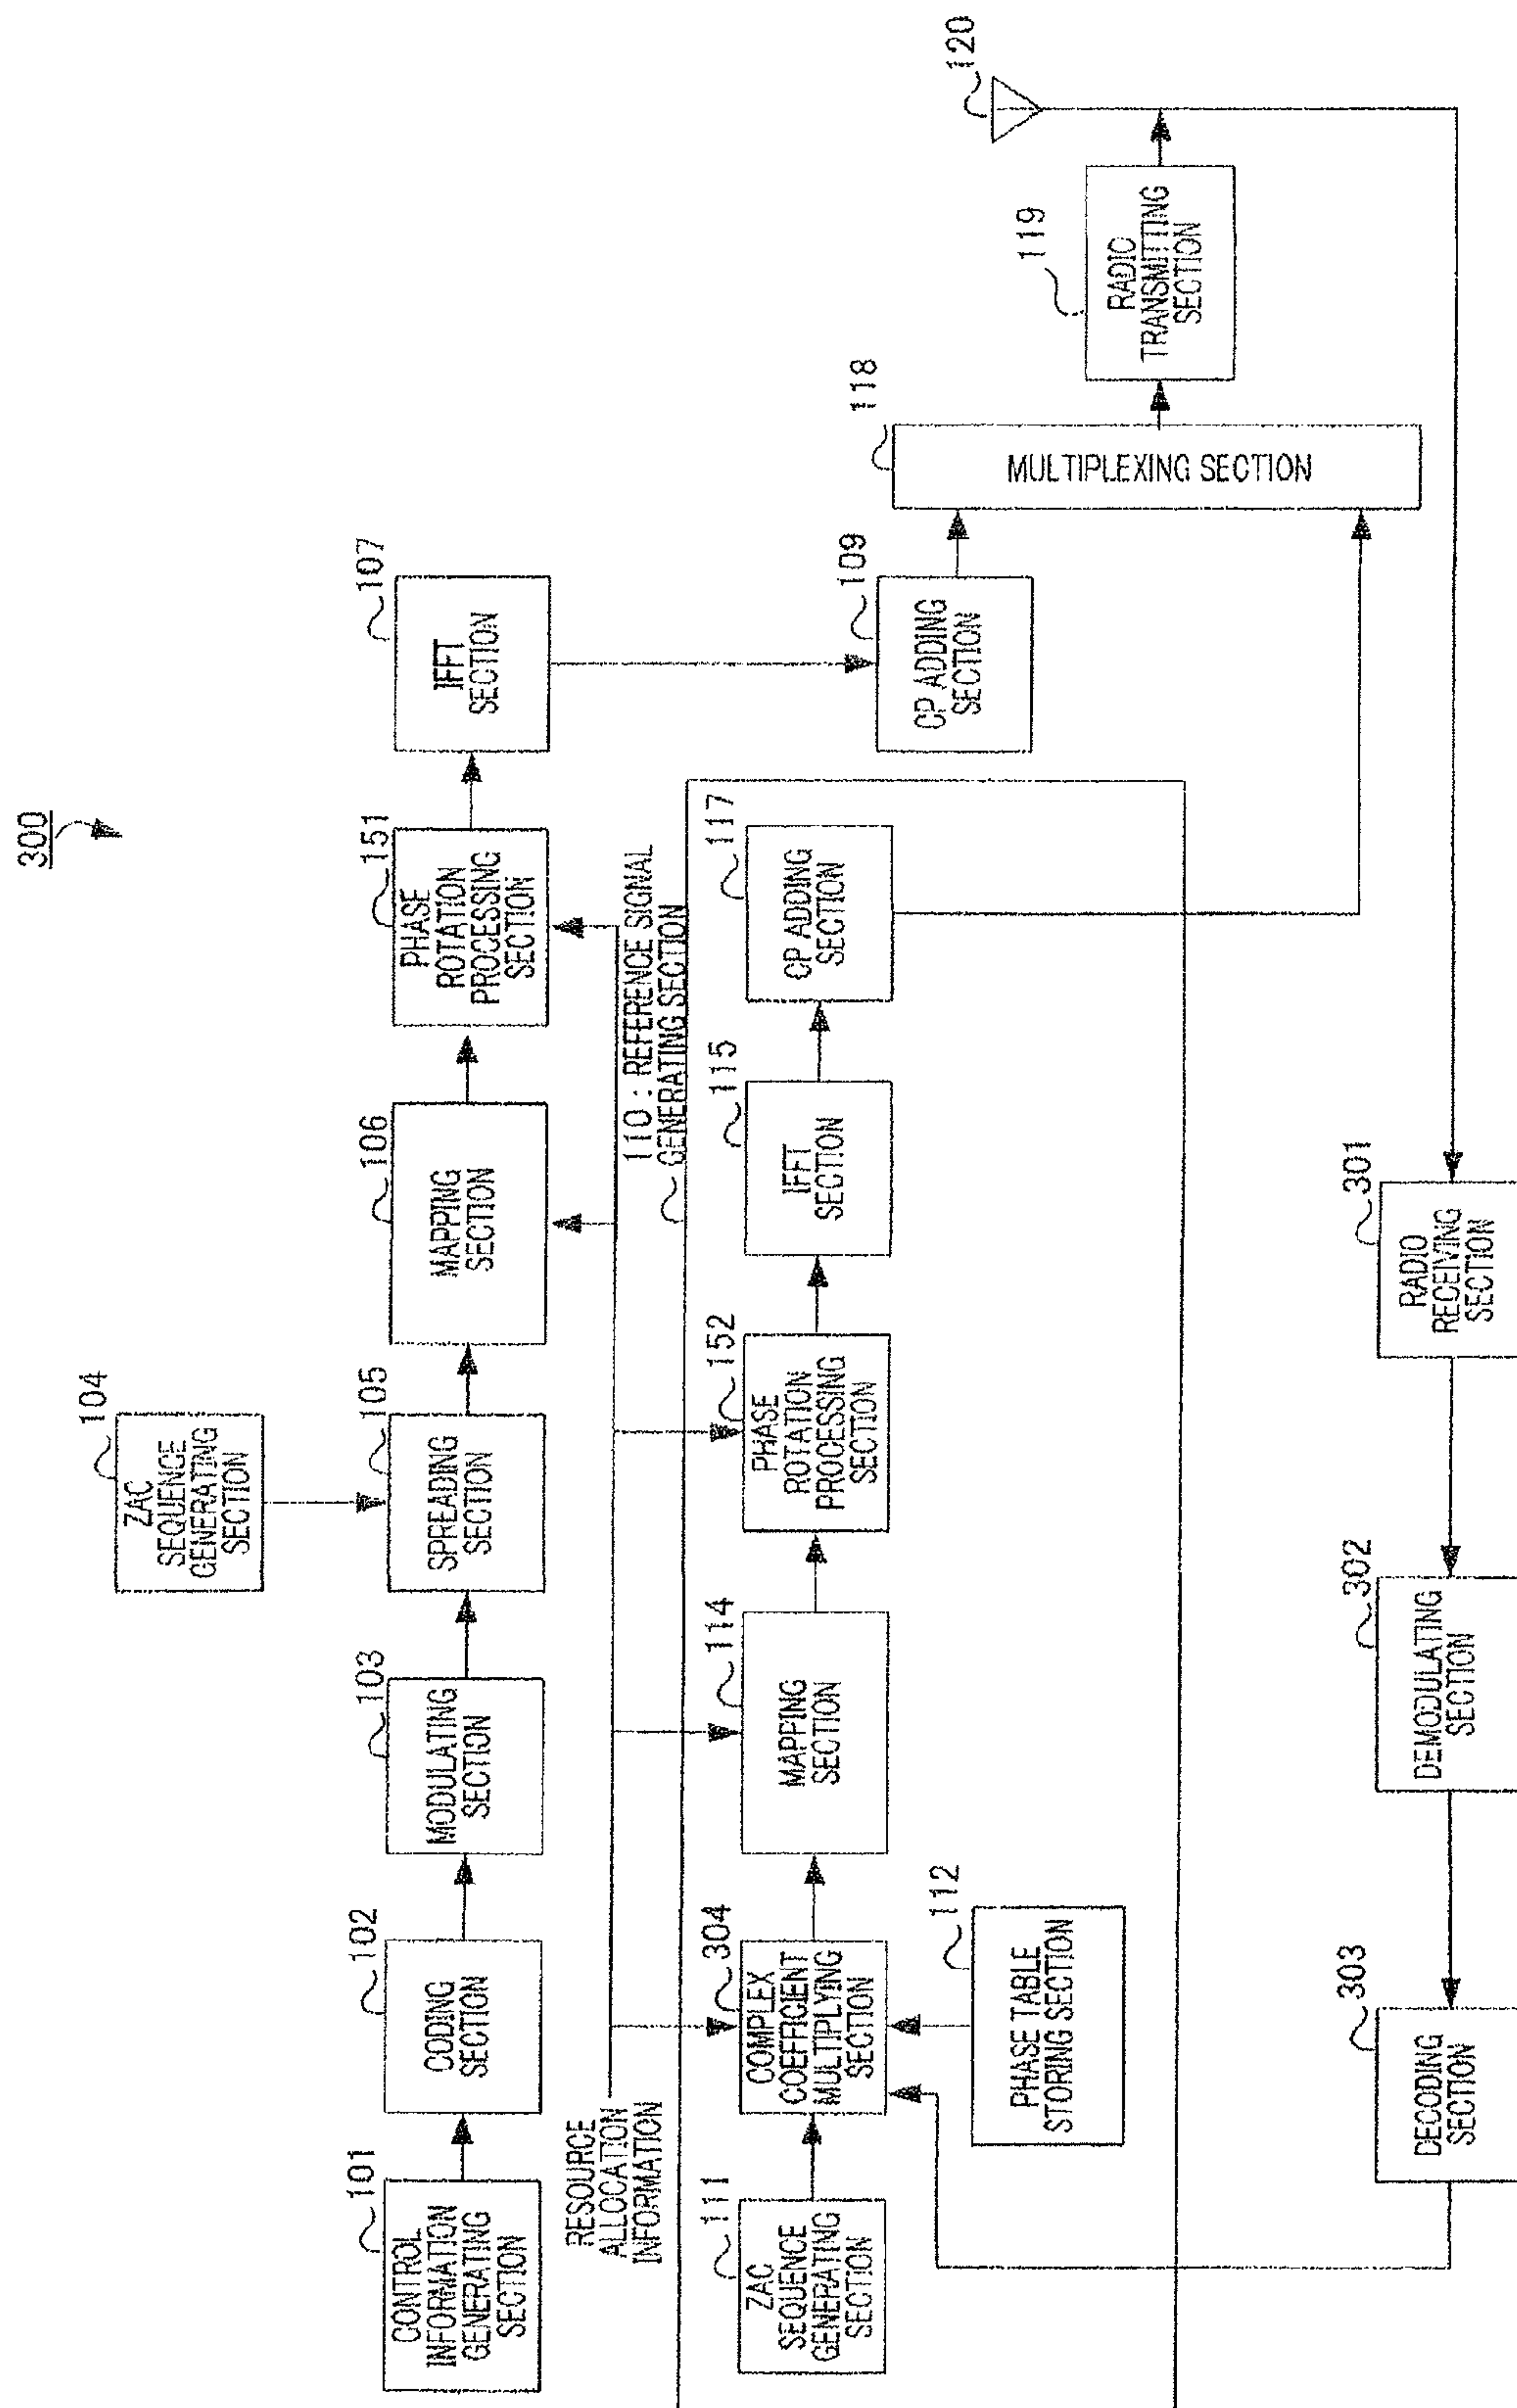 300
101
CONTROL
INFORMATION
GENERATING
SECTION
102
CODING
SECTION
103
MODULATING
SECTION
104
ZAC
SEQUENCE
GENERATING
SECTION
105
SPREADING
SECTION
106
MAPPING
SECTION
151
PHASE
ROTATION
PROCESSING
SECTION
107
IFFT
SECTION
109
CP ADDING
SECTION
RESOURCE
ALLOCATION
INFORMATION
110 : REFERENCE SIGNAL
GENERATING SECTION
111
ZAC
SEQUENCE
GENERATING
SECTION
304
COMPLEX
COEFFICIENT
MULTIPLYING
SECTION
112
PHASE TABLE
STORING SECTION
114
MAPPING
SECTION
152
PHASE
ROTATION
PROCESSING
SECTION
115
IFFT
SECTION
117
CP ADDING
SECTION
118
MULTIPLEXING SECTION
119
RADIO
TRANSMITTING
SECTION
120
301
RADIO
RECEIVING
SECTION
302
DEMODULATING
SECTION
303
DECODING
SECTION